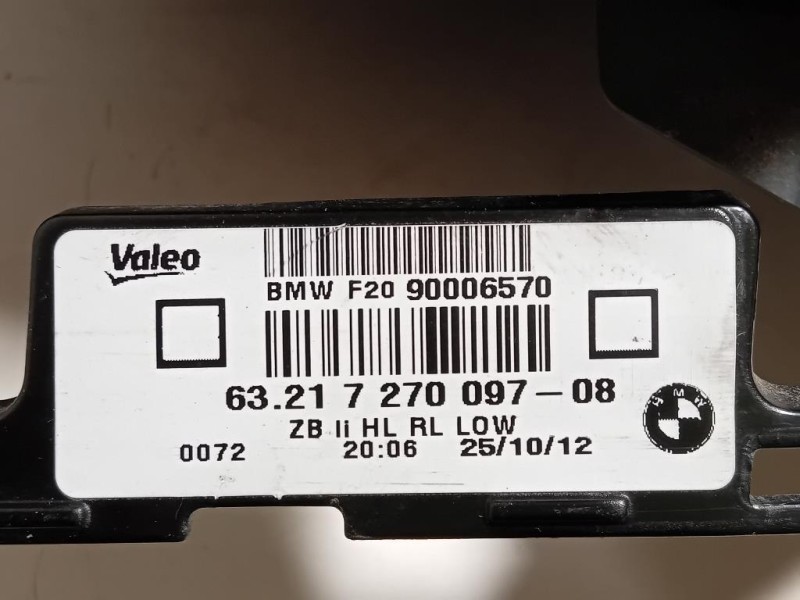 Valeo
BMW F20 90006570
63.21 7 270 097-08
ZB li HL RL LOW
0072 20:06 25/10/12
BMW